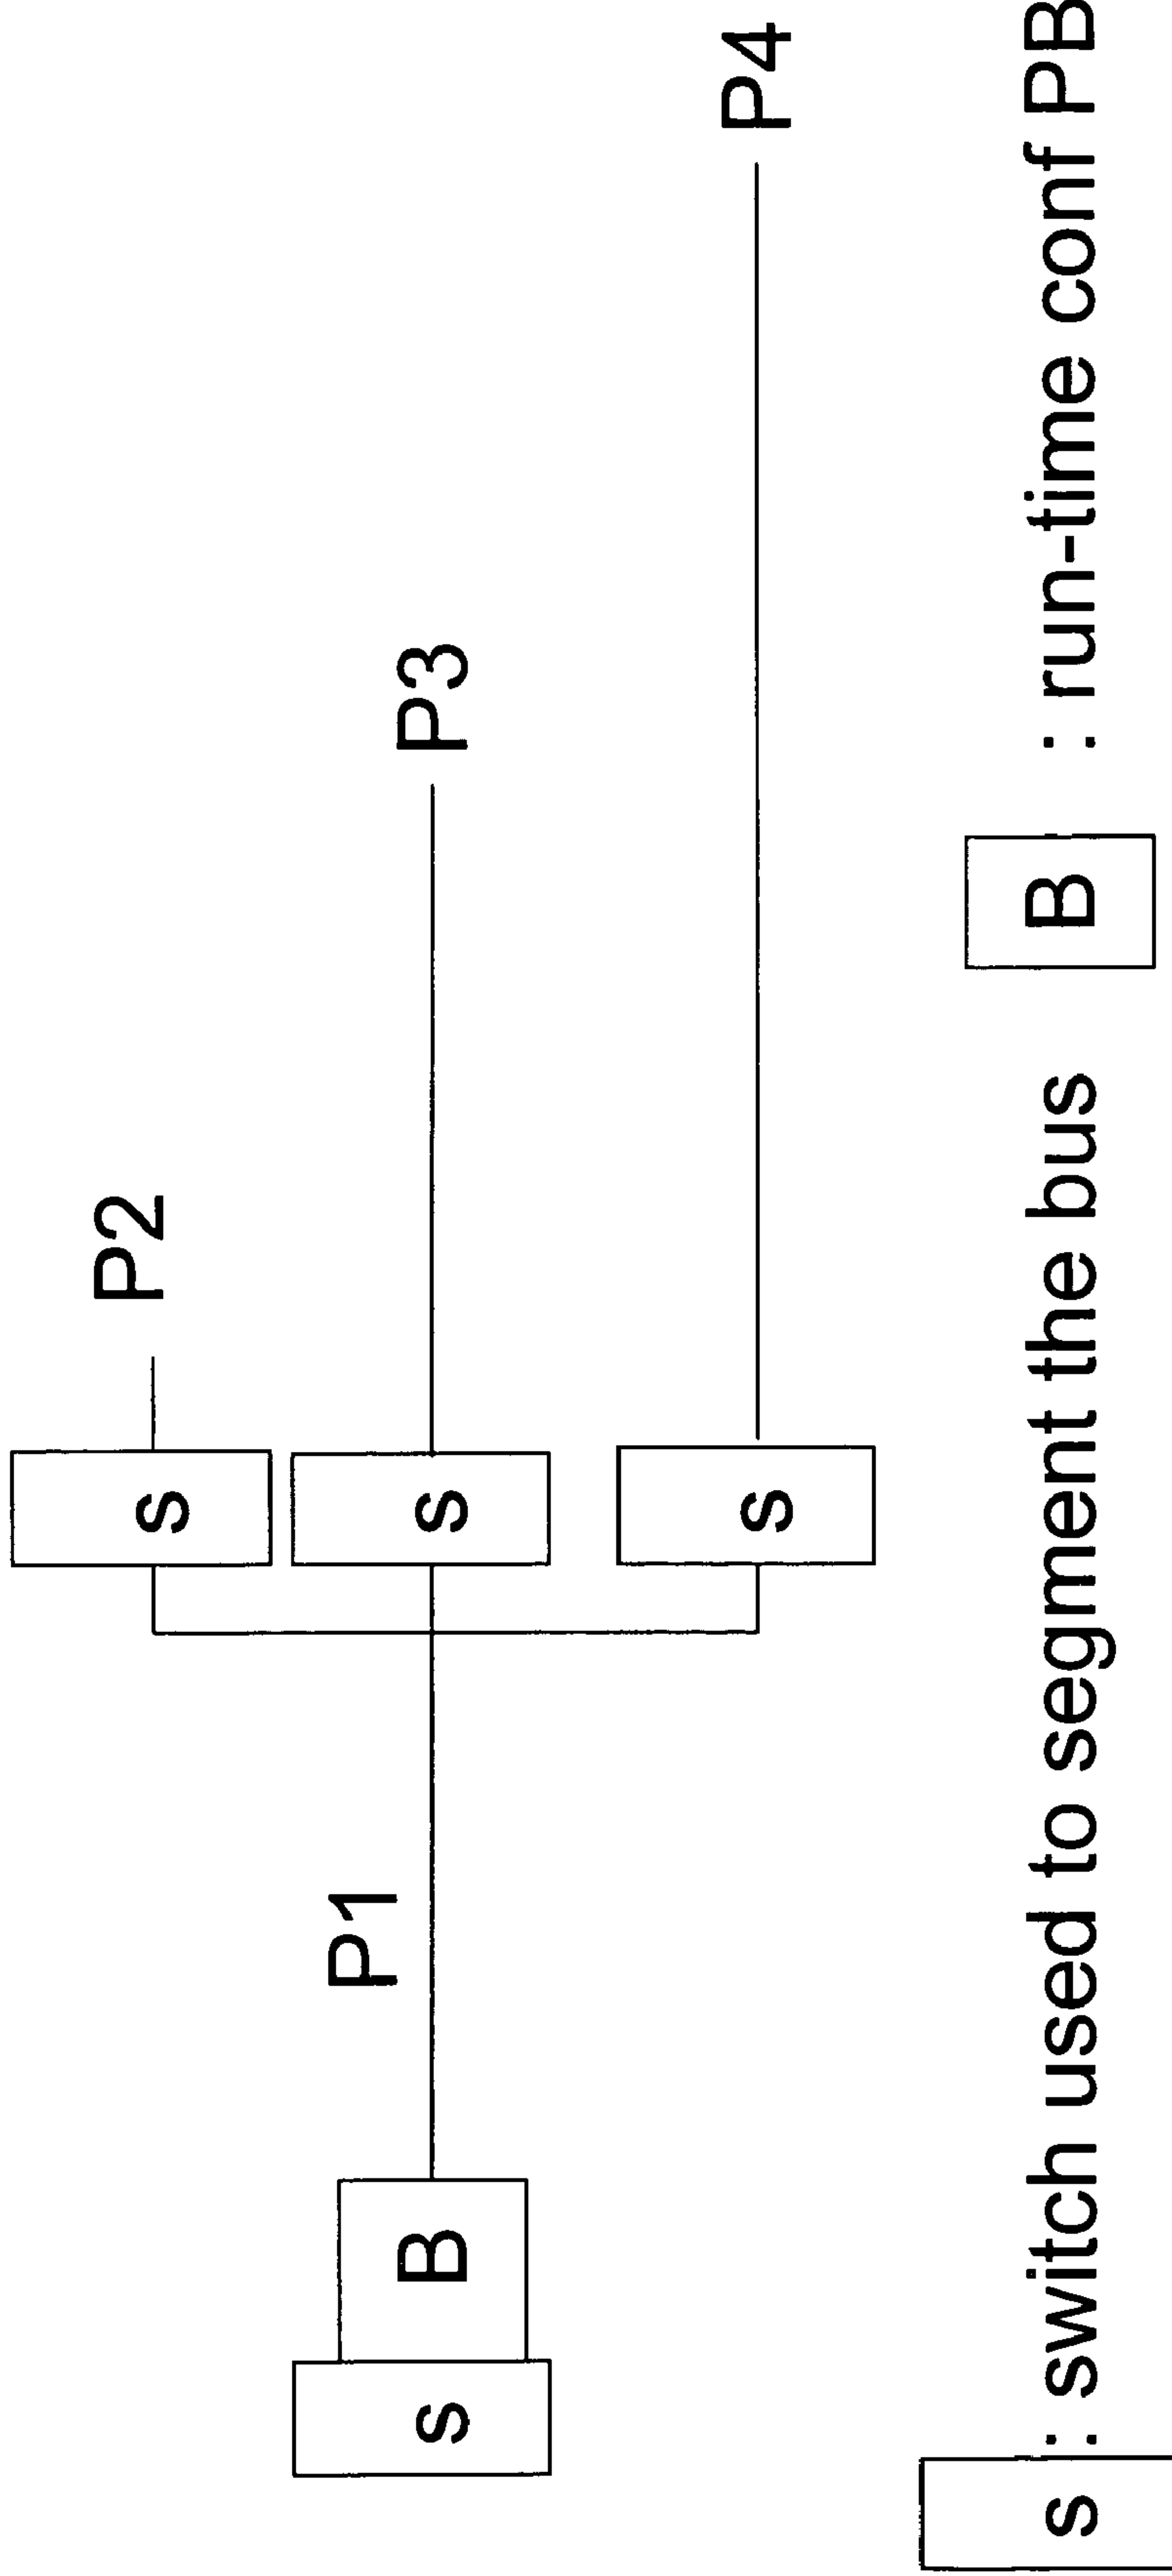 P2
s
P1
P3
s
B
s
P4
s
s : switch used to segment the bus B : run-time conf PB